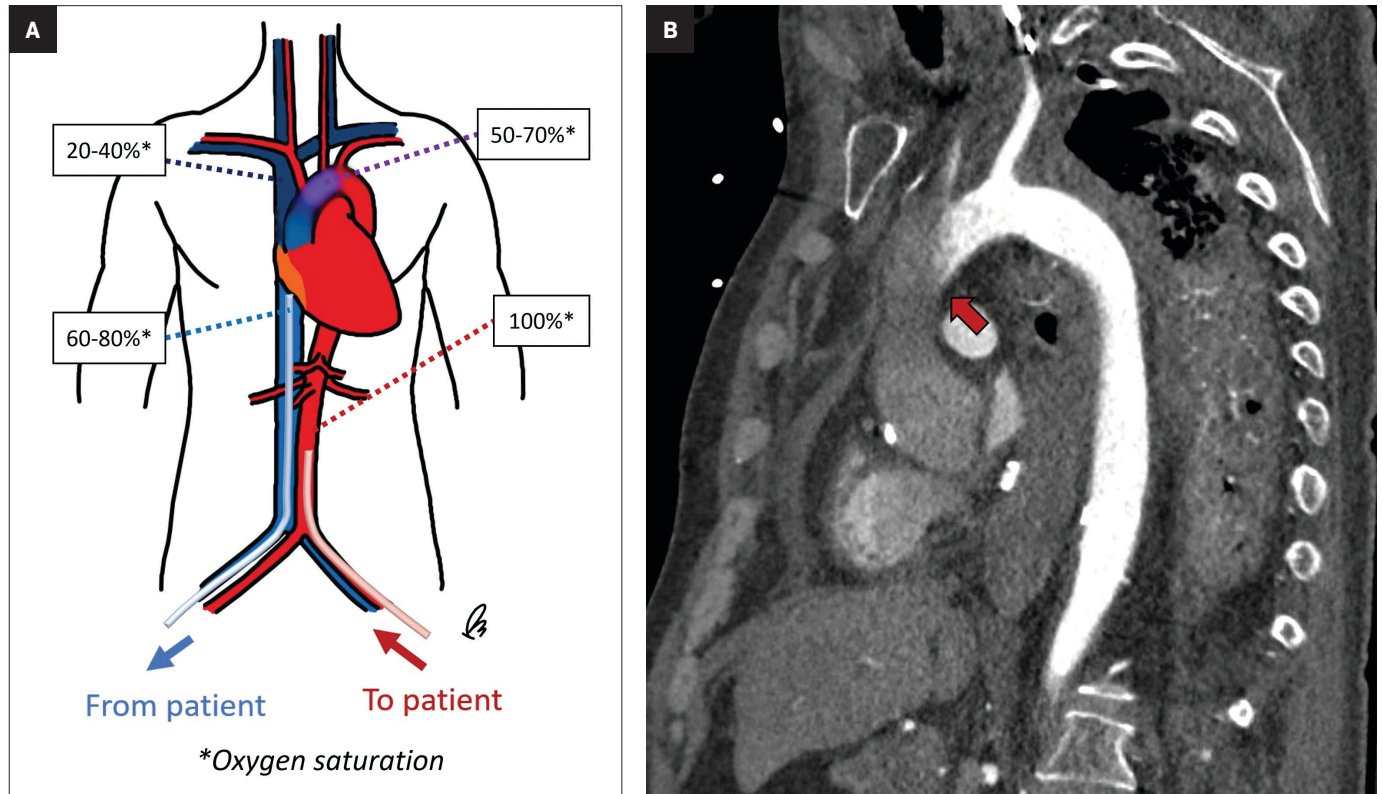 A
B
20-40%*
50-70%*
60-80%*
100%*
From patient
To patient
*Oxygen saturation